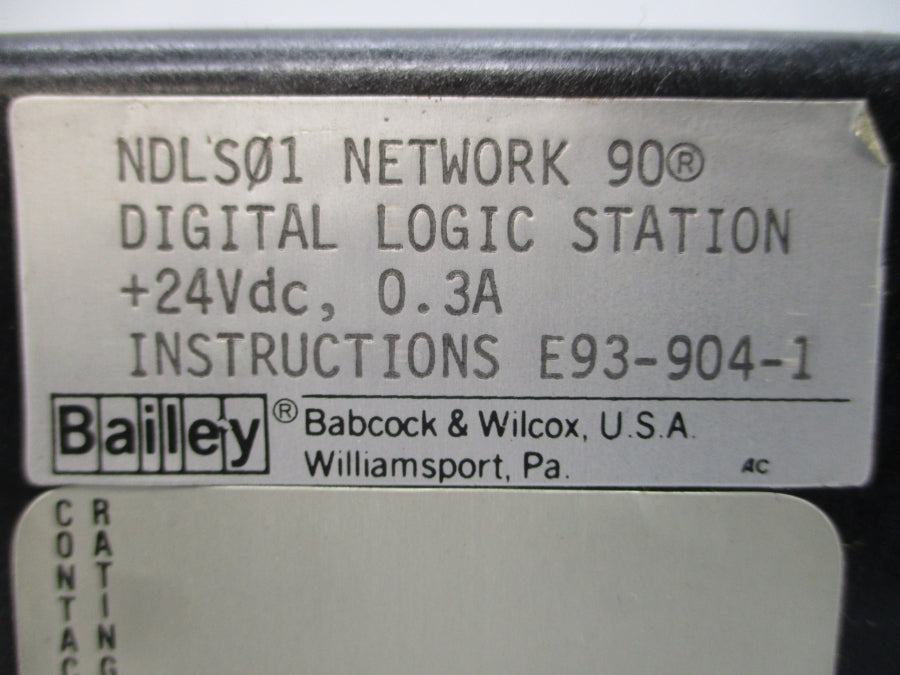 NDLSØ1 NETWORK 90®
DIGITAL LOGIC STATION
+24Vdc, 0.3A
INSTRUCTIONS E93-904-1
Bailey® Babcock & Wilcox, U.S.A.
Williamsport, Pa. AC
CONTAC
RATING